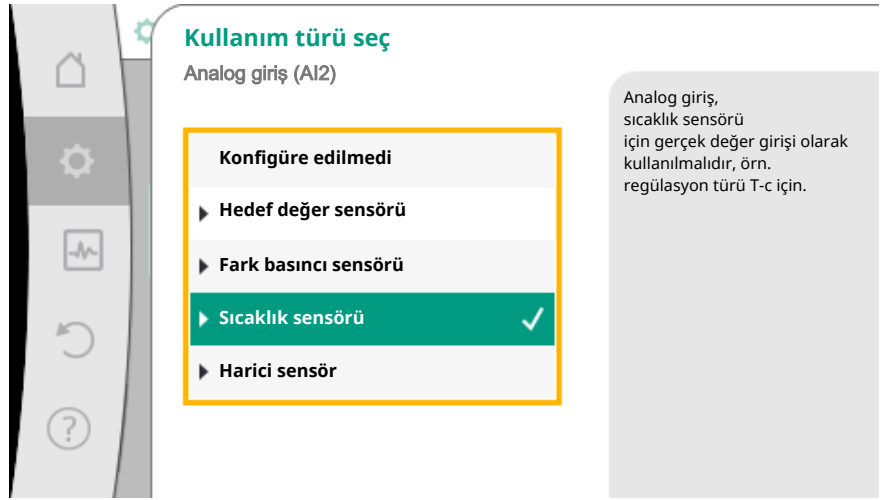 Kullanım türü seç
Analog giriş (AI2)
Konfigüre edilmedi
Hedef değer sensörü
Fark basıncı sensörü
Sıcaklık sensörü
Harici sensör
Analog giriş,
sıcaklık sensörü
için gerçek değer girişi olarak
kullanılmalıdır, örn.
regülasyon türü T-c için.
?